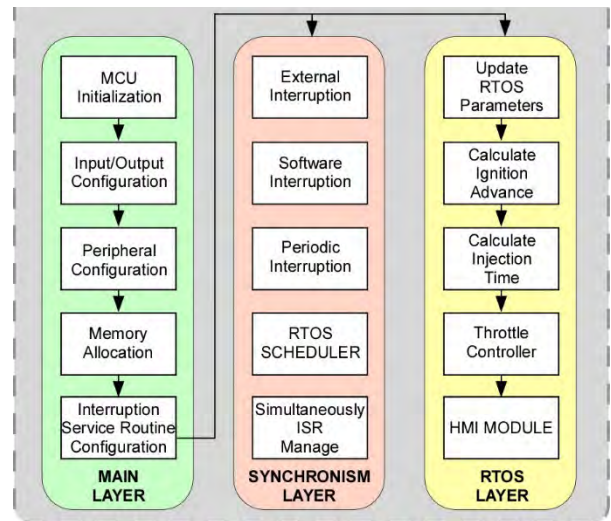 MCU
Initialization
Input/Output
Configuration
Peripheral
Configuration
Memory
Allocation
Interruption
Service Routine
Configuration
MAIN
LAYER
External
Interruption
Software
Interruption
Periodic
Interruption
RTOS
SCHEDULER
Simultaneously
ISR
Manage
SYNCHRONISM
LAYER
Update
RTOS
Parameters
Calculate
Ignition
Advance
Calculate
Injection
Time
Throttle
Controller
HMI MODULE
RTOS
LAYER